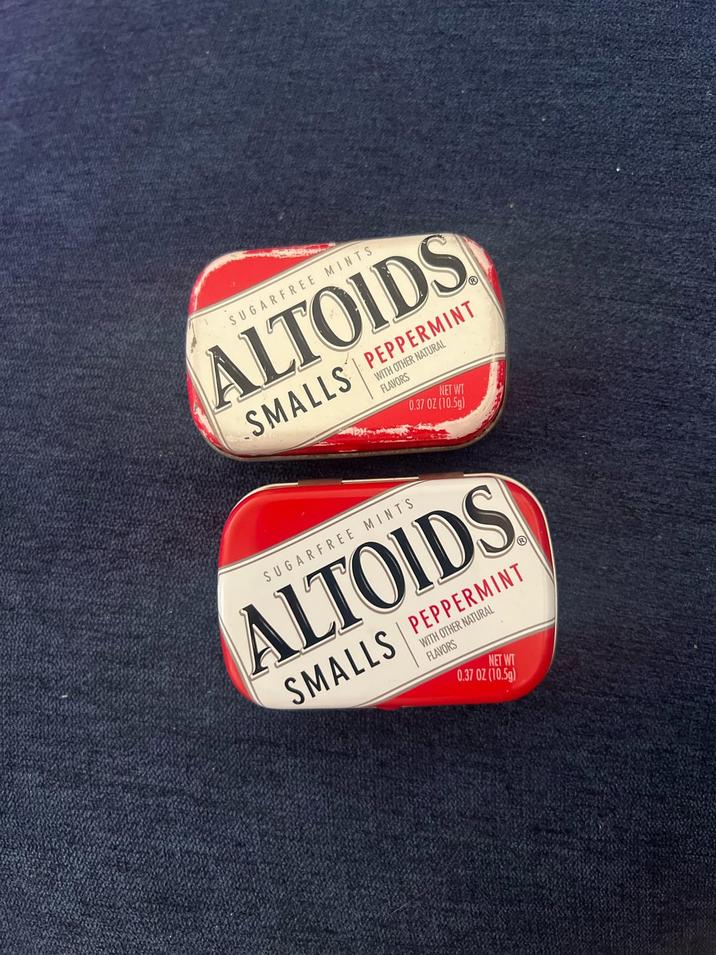 SUGARFREE MINTS
ALTOIDS®
SMALLS
PEPPERMINT
WITH OTHER NATURAL
FLAVORS
NET WT
0.37 OZ (10.5g)
SUGARFREE MINTS
ALTOIDS®
SMALLS
PEPPERMINT
WITH OTHER NATURAL
FLAVORS
NET WT
0.37 OZ (10.5g)